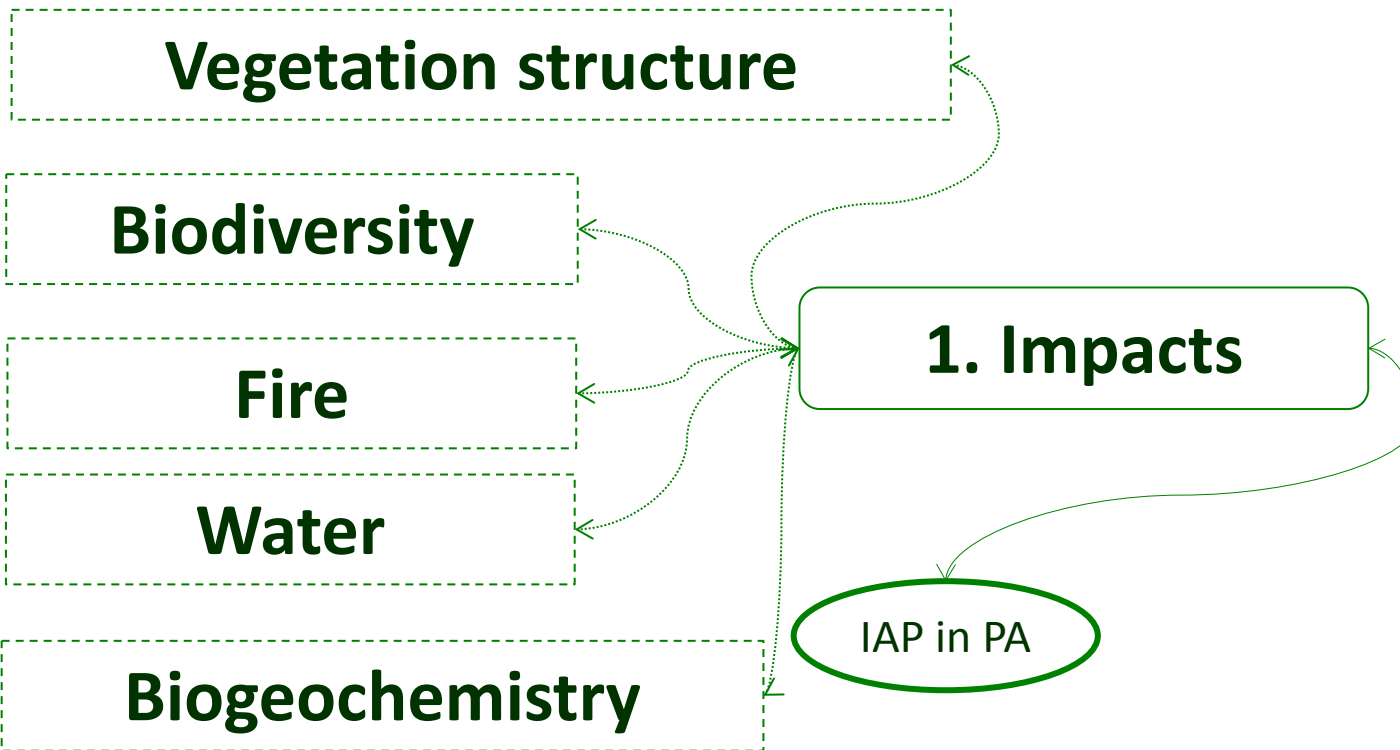 Vegetation structure
Biodiversity
Fire
Water
Biogeochemistry
1. Impacts
IAP in PA